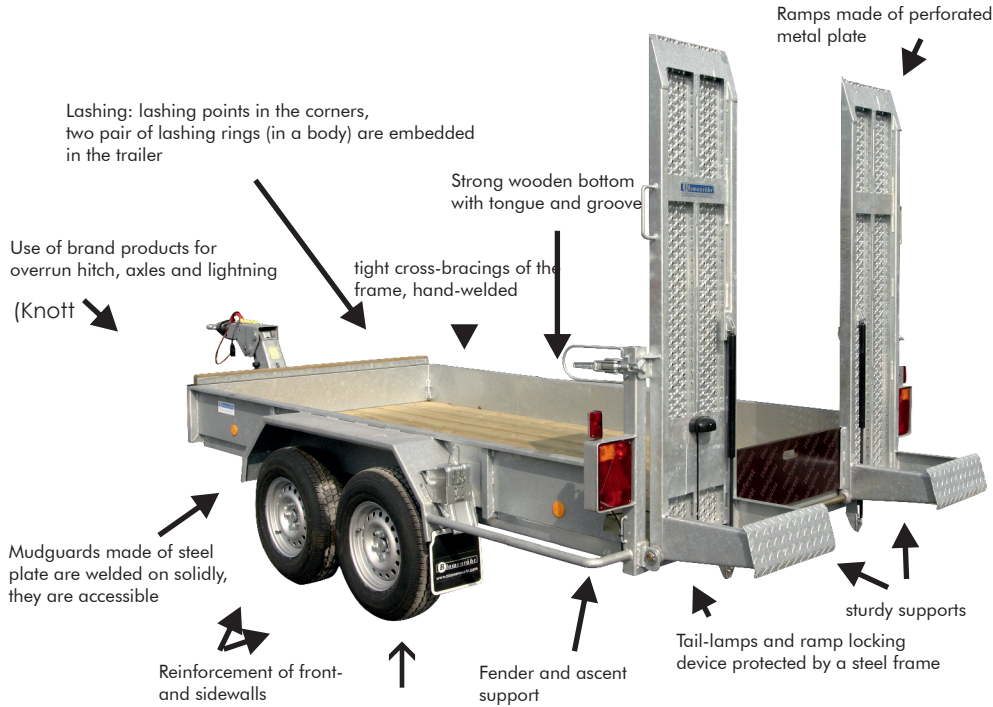 Ramps made of perforated
metal plate
Lashing: lashing points in the corners,
two pair of lashing rings (in a body) are embedded
in the trailer
Strong wooden bottom
with tongue and groove
Use of brand products for
overrun hitch, axles and lightning
(Knott
tight cross-bracings of the
frame, hand-welded
Blomenröhr
Mudguards made of steel
plate are welded on solidly,
they are accessible
Blomenröhr
sturdy supports
Tail-lamps and ramp locking
device protected by a steel frame
Reinforcement of front-
and sidewalls
Fender and ascent
support